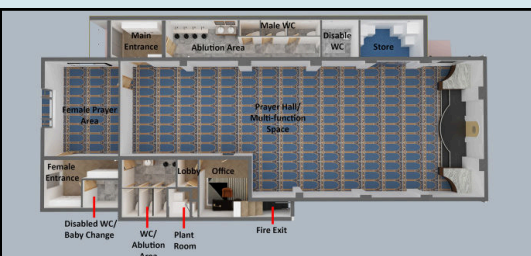 Main
Entrance
Ablution Area
Male WC
Disable
WC
Store
Female Prayer
Area
Prayer Hall/
Multi-function
Space
Female
Entrance
Lobby
Office
Disabled WC/
Baby Change
WC/
Ablution
Area
Plant
Room
Fire Exit